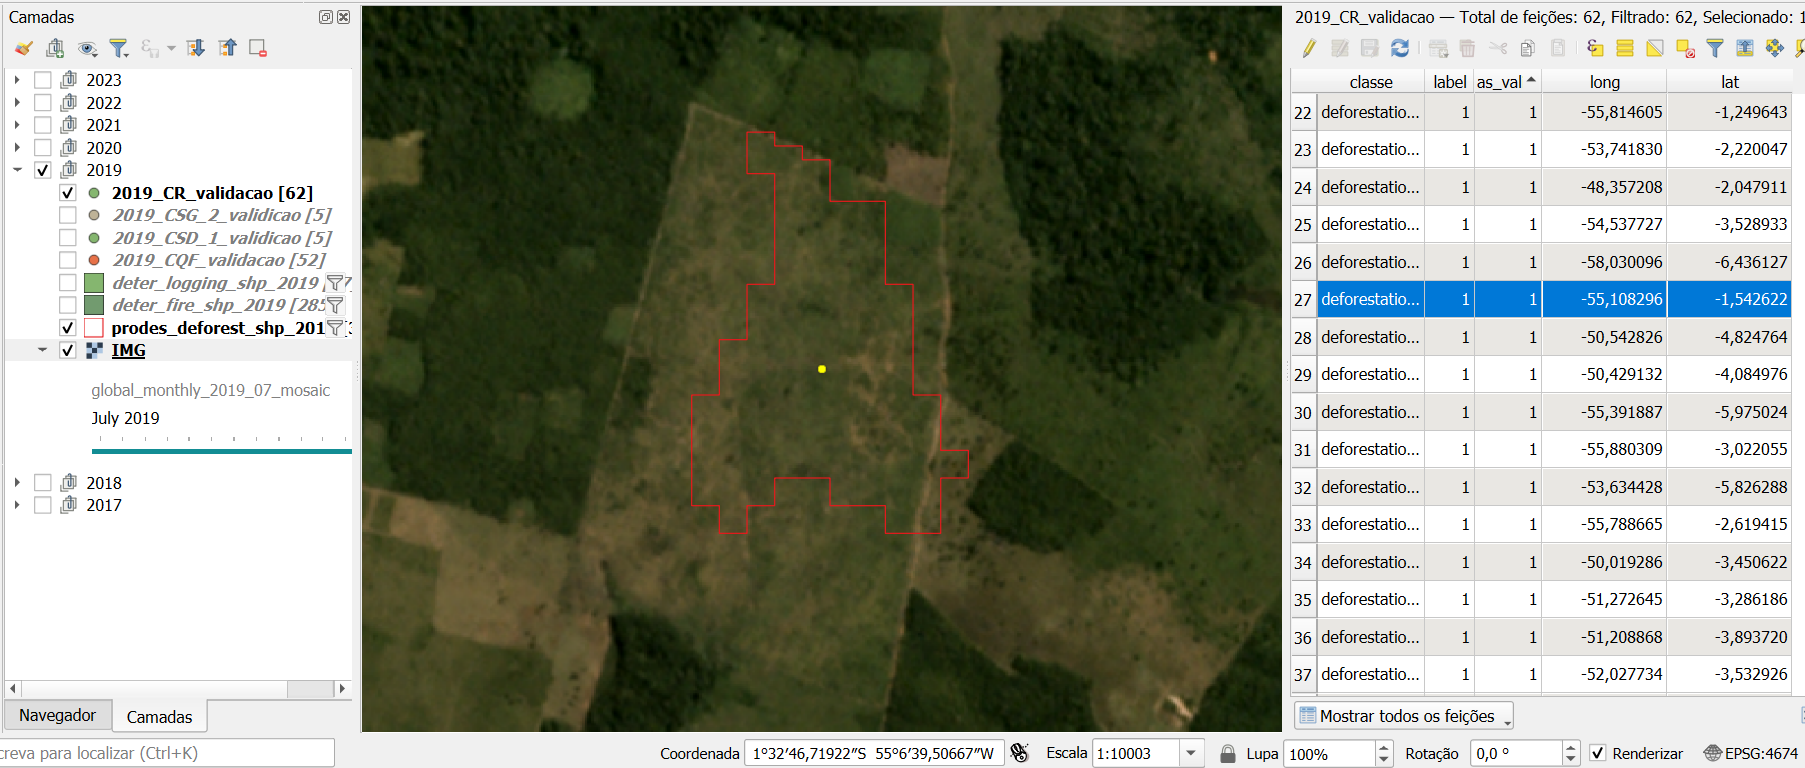 Camadas
2023
2022
2021
2020
2019
2019_CR_validacao [62]
2019_CSG_2_validicao [5]
2019_CSD_1_validicao [5]
2019_CQF_validacao [52]
deter_logging_shp_2019
deter_fire_shp_2019 [285
prodes_deforest_shp_201
IMG
global_monthly_2019_07_mosaic
July 2019
2018
2017
Navegador
Camadas
creva para localizar (Ctrl+K)
2019_CR_validacao — Total de feições: 62, Filtrado: 62, Selecionado: 1
classe label as_val long lat
22 deforestatio... 1 1 -55,814605 -1,249643
23 deforestatio... 1 1 -53,741830 -2,220047
24 deforestatio... 1 1 -48,357208 -2,047911
25 deforestatio... 1 1 -54,537727 -3,528933
26 deforestatio... 1 1 -58,030096 -6,436127
27 deforestatio... 1 1 -55,108296 -1,542622
28 deforestatio... 1 1 -50,542826 -4,824764
29 deforestatio... 1 1 -50,429132 -4,084976
30 deforestatio... 1 1 -55,391887 -5,975024
31 deforestatio... 1 1 -55,880309 -3,022055
32 deforestatio... 1 1 -53,634428 -5,826288
33 deforestatio... 1 1 -55,788665 -2,619415
34 deforestatio... 1 1 -50,019286 -3,450622
35 deforestatio... 1 1 -51,272645 -3,286186
36 deforestatio... 1 1 -51,208868 -3,893720
37 deforestatio... 1 1 -52,027734 -3,532926
Mostrar todos os feições
Coordenada 1°32′46,71922″S 55°6′39,50667″W Escala 1:10003 Lupa 100% Rotação 0,0 ° Renderizar EPSG:4674